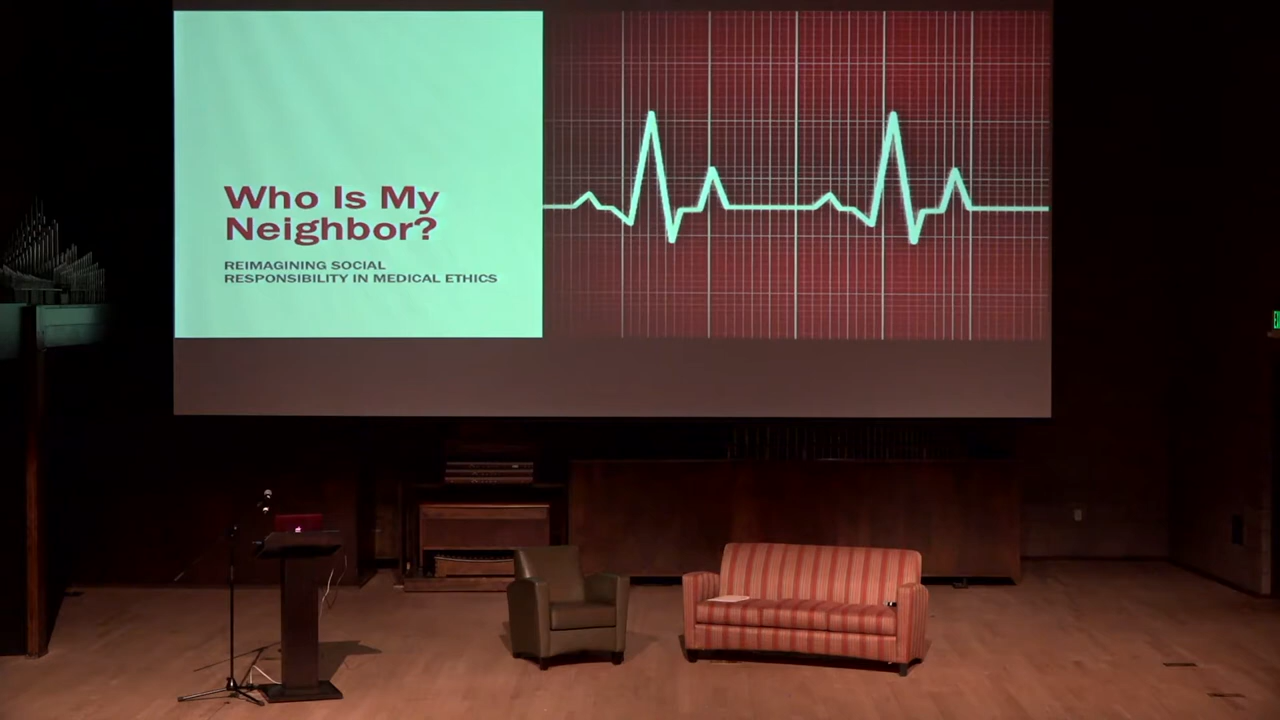 Who Is My
Neighbor?
REIMAGINING SOCIAL
RESPONSIBILITY IN MEDICAL ETHICS